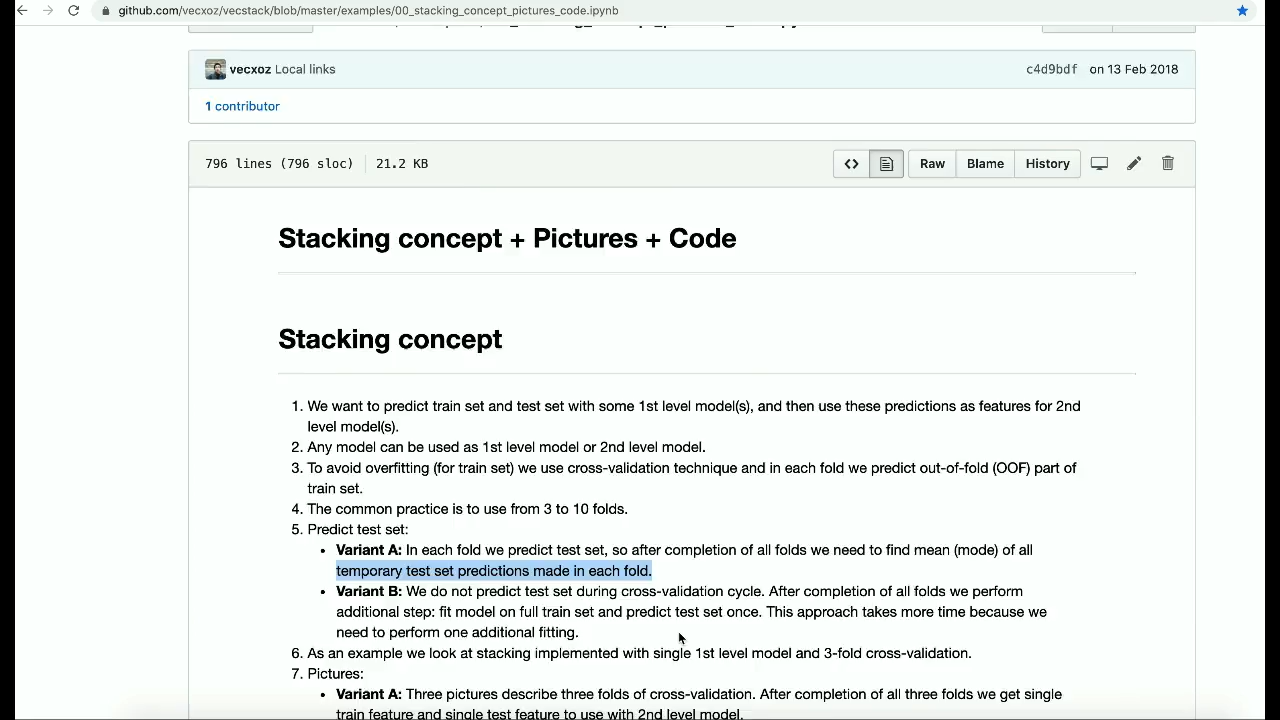 github.com/vecxoz/vecstack/blob/master/examples/00_stacking_concept_pictures_code.ipynb
vecxoz Local links c4d9bdf on 13 Feb 2018
1 contributor
796 lines (796 sloc) 21.2 KB <> Raw Blame History
Stacking concept + Pictures + Code
Stacking concept
1. We want to predict train set and test set with some 1st level model(s), and then use these predictions as features for 2nd
level model(s).
2. Any model can be used as 1st level model or 2nd level model.
3. To avoid overfitting (for train set) we use cross-validation technique and in each fold we predict out-of-fold (OOF) part of
train set.
4. The common practice is to use from 3 to 10 folds.
5. Predict test set:
• Variant A: In each fold we predict test set, so after completion of all folds we need to find mean (mode) of all
temporary test set predictions made in each fold.
• Variant B: We do not predict test set during cross-validation cycle. After completion of all folds we perform
additional step: fit model on full train set and predict test set once. This approach takes more time because we
need to perform one additional fitting.
6. As an example we look at stacking implemented with single 1st level model and 3-fold cross-validation.
7. Pictures:
• Variant A: Three pictures describe three folds of cross-validation. After completion of all three folds we get single
train feature and single test feature to use with 2nd level model.